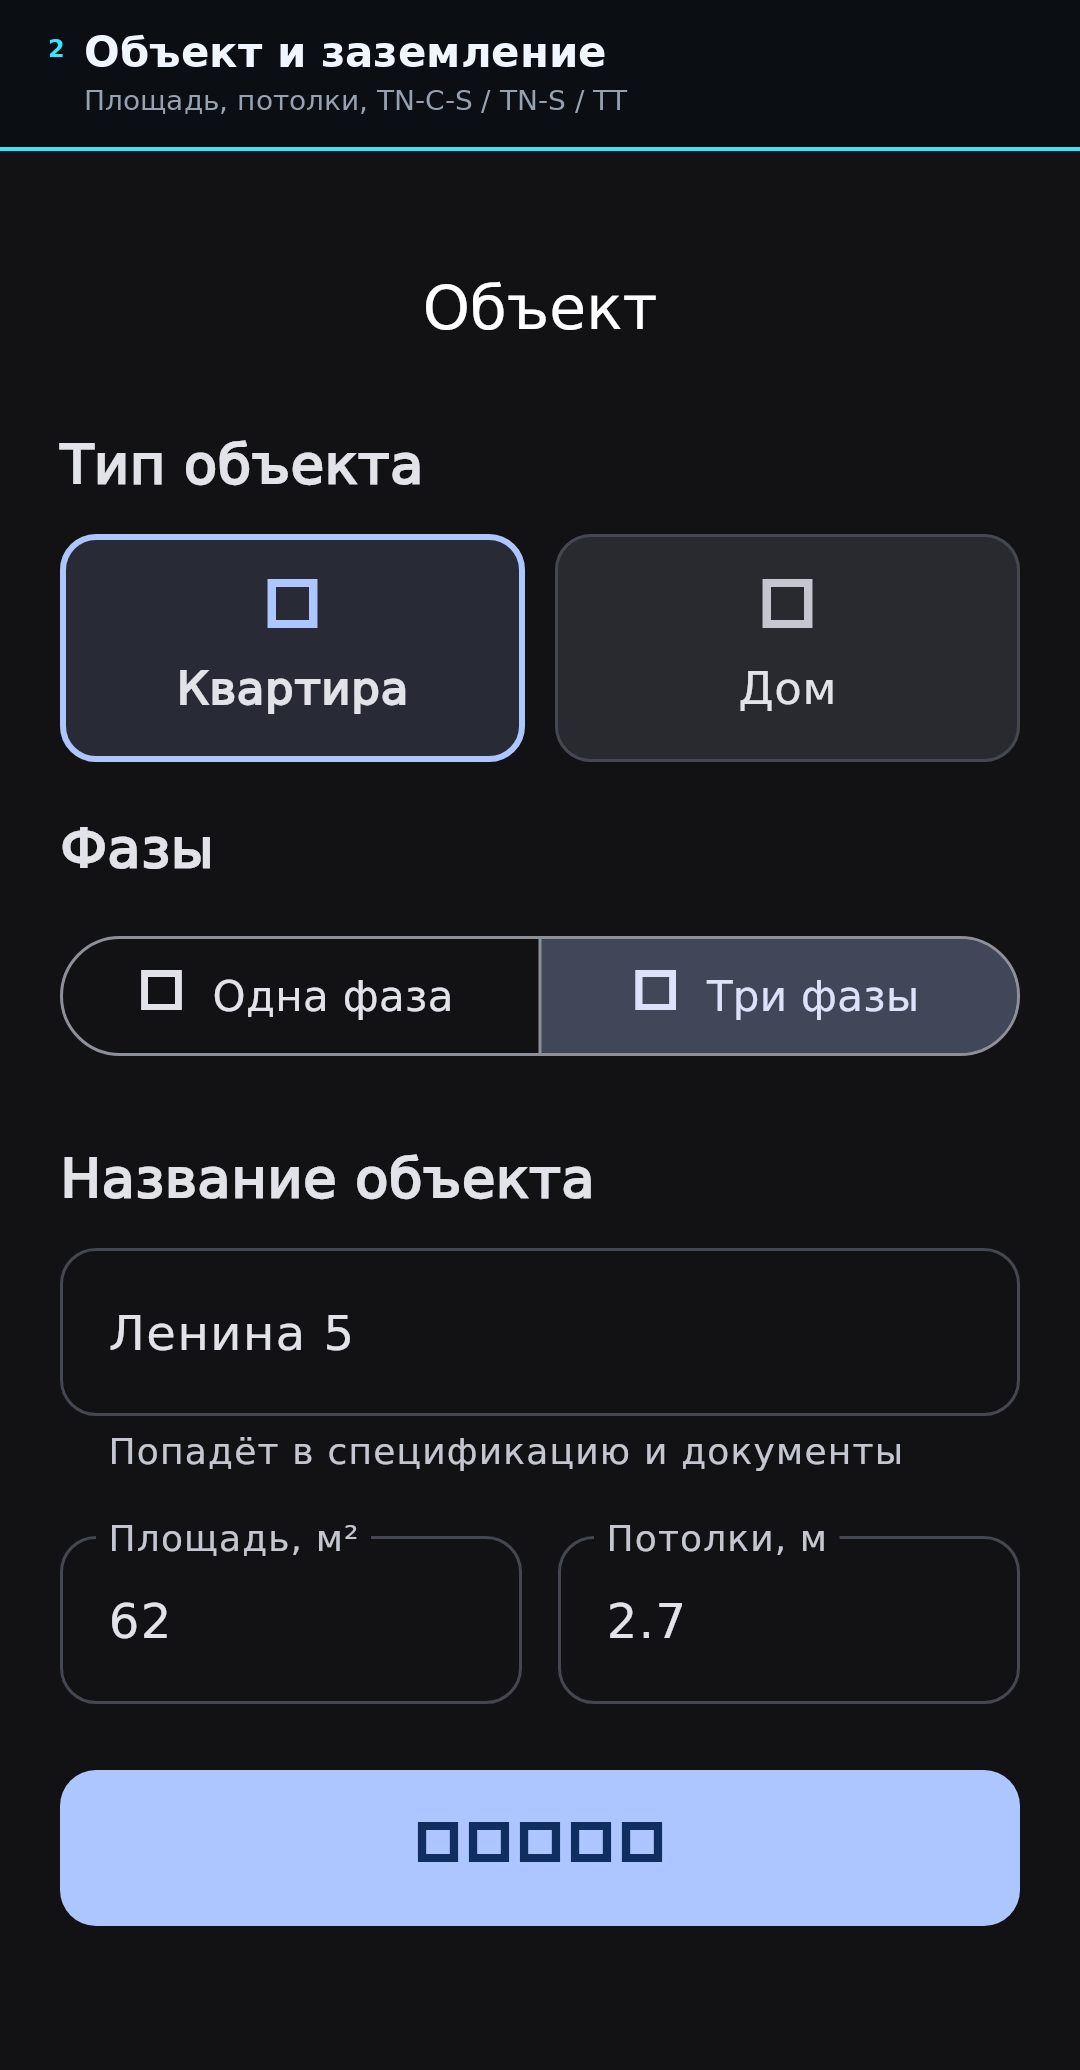 2 Объект и заземление
Площадь, потолки, TN-C-S / TN-S / TT
Объект
Тип объекта
Квартира
Дом
Фазы
Одна фаза
Три фазы
Название объекта
Ленина 5
Попадёт в спецификацию и документы
Площадь, м²
Потолки, м
62
2.7